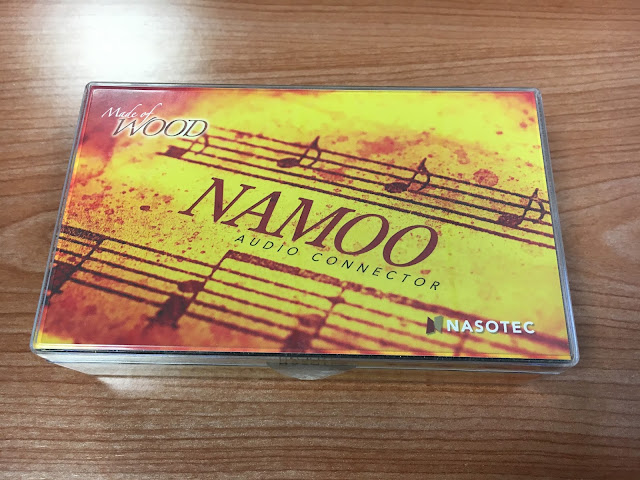 Made of
WOOD
NAMOO
AUDIO CONNECTOR
NASOTEC